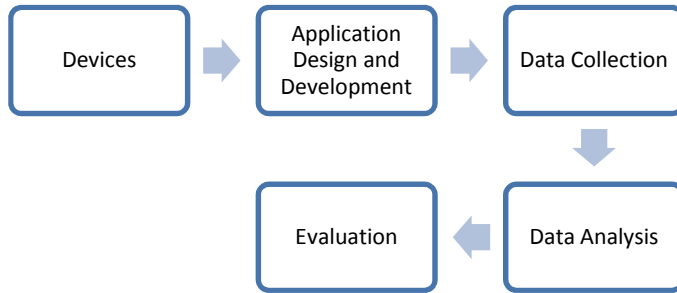 Devices
Application
Design and
Development
Data Collection
Data Analysis
Evaluation